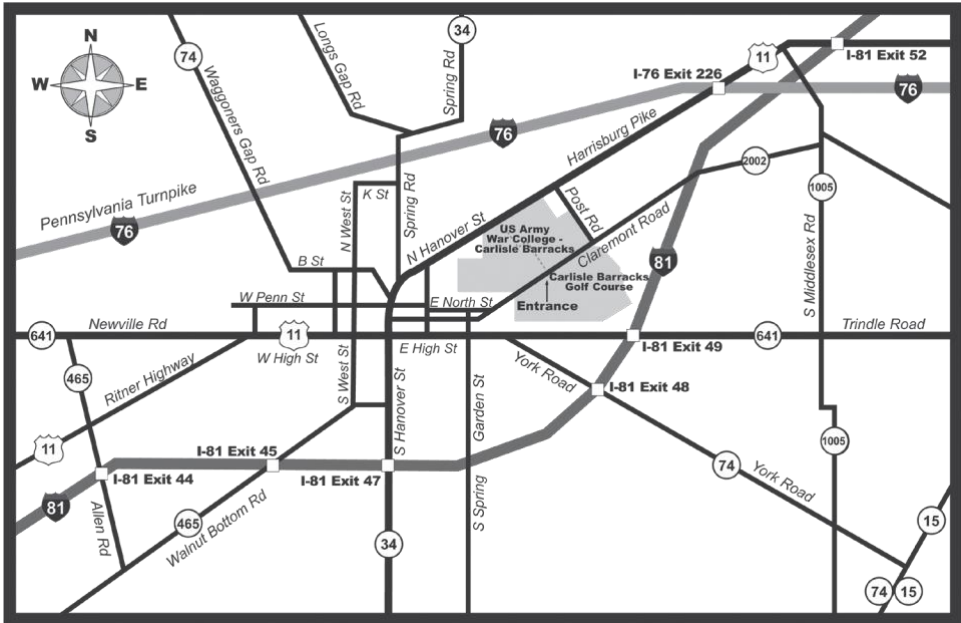 N
W
E
S
74
Waggoners Gap Rd
Longs Gap Rd
34
Spring Rd
11
I-81 Exit 52
I-76 Exit 226
76
76
Harrisburg Pike
2002
1005
Pennsylvania Turnpike
76
K St
N West St
Spring Rd
N Hanover St
Post Rd
US Army
War College -
Carlisle Barracks
Claremont Road
81
S Middlesex Rd
B St
Carlisle Barracks
Golf Course
Entrance
W Penn St
E North St
641
Newville Rd
11
W High St
E High St
I-81 Exit 49
641
Trindle Road
465
Ritner Highway
S West St
S Hanover St
Garden St
York Road
I-81 Exit 48
11
I-81 Exit 45
I-81 Exit 44
I-81 Exit 47
1005
74
York Road
81
Allen Rd
465
Walnut Bottom Rd
S Spring
34
15
74
15